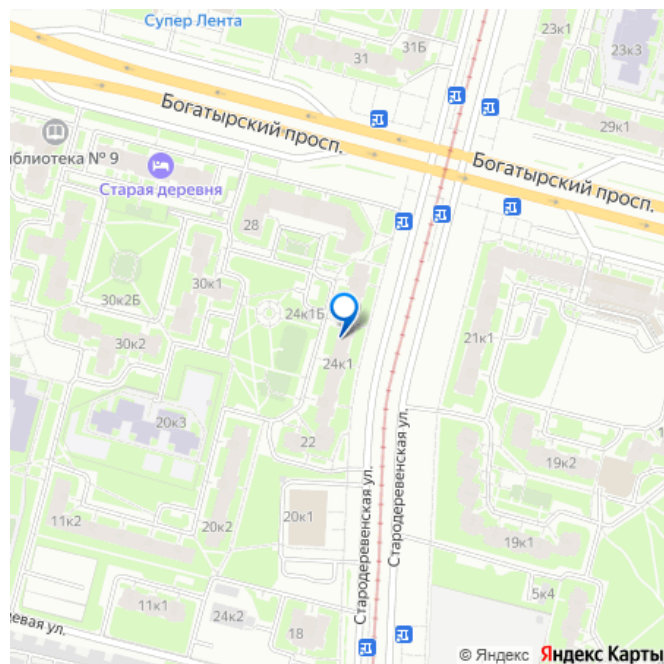 Супер Лента
31Б
31
23к1
23к3
29к1
Богатырский просп.
Богатырский просп.
иблиотека № 9
Старая деревня
28
30к1
30к2Б
24к1Б
30к2
24к1
21к1
20к3
22
19к2
11к2
20к2
20к1
Стародеревенская ул.
Стародеревенская ул.
19к1
5к4
11к1
24к2
18
евая ул.
© Яндекс Яндекс Карты